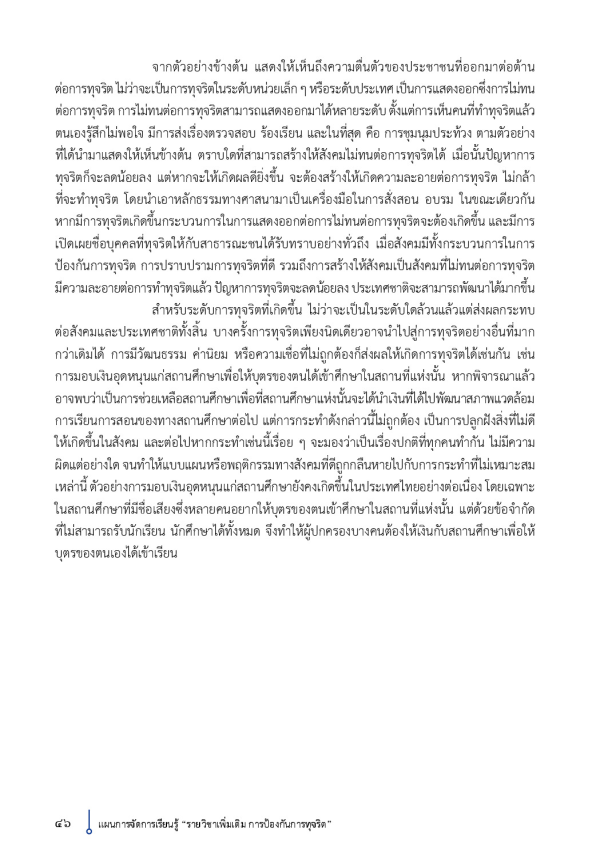 จากตัวอย่างข้างต้น แสดงให้เห็นถึงความตื่นตัวของประชาชนที่ออกมาต่อต้าน
ต่อการทุจริต ไม่ว่าจะเป็นการทุจริตในระดับหน่วยเล็ก ๆ หรือระดับประเทศ เป็นการแสดงออกซึ่งการไม่ทน
ต่อการทุจริต การไม่ทนต่อการทุจริตสามารถแสดงออกมาได้หลายระดับ ตั้งแต่การเห็นคนที่ทำทุจริตแล้ว
ตนเองรู้สึกไม่พอใจ มีการส่งเรื่องตรวจสอบ ร้องเรียน และในที่สุด คือ การชุมนุมประท้วง ตามตัวอย่าง
ที่ได้นำมาแสดงให้เห็นข้างต้น ตราบใดที่สามารถสร้างให้สังคมไม่ทนต่อการทุจริตได้ เมื่อนั้นปัญหาการ
ทุจริตก็จะลดน้อยลง แต่หากจะให้เกิดผลดียิ่งขึ้น จะต้องสร้างให้เกิดความละอายต่อการทุจริต ไม่กล้า
ที่จะทำทุจริต โดยนำเอาหลักธรรมทางศาสนามาเป็นเครื่องมือในการสั่งสอน อบรม ในขณะเดียวกัน
หากมีการทุจริตเกิดขึ้นกระบวนการในการแสดงออกต่อการไม่ทนต่อการทุจริตจะต้องเกิดขึ้น และมีการ
เปิดเผยชื่อบุคคลที่ทุจริตให้กับสาธารณะชนได้รับทราบอย่างทั่วถึง เมื่อสังคมมีทั้งกระบวนการในการ
ป้องกันการทุจริต การปราบปรามการทุจริตที่ดี รวมถึงการสร้างให้สังคมเป็นสังคมที่ไม่ทนต่อการทุจริต
มีความละอายต่อการทำทุจริตแล้ว ปัญหาการทุจริตจะลดน้อยลง ประเทศชาติจะสามารถพัฒนาได้มากขึ้น
สำหรับระดับการทุจริตที่เกิดขึ้น ไม่ว่าจะเป็นในระดับใดล้วนแล้วแต่ส่งผลกระทบ
ต่อสังคมและประเทศชาติทั้งสิ้น บางครั้งการทุจริตเพียงนิดเดียวอาจนำไปสู่การทุจริตอย่างอื่นที่มาก
กว่าเดิมได้ การมีวัฒนธรรม ค่านิยม หรือความเชื่อที่ไม่ถูกต้องก็ส่งผลให้เกิดการทุจริตได้เช่นกัน เช่น
การมอบเงินอุดหนุนแก่สถานศึกษาเพื่อให้บุตรของตนได้เข้าศึกษาในสถานที่แห่งนั้น หากพิจารณาแล้ว
อาจพบว่าเป็นการช่วยเหลือสถานศึกษาเพื่อที่สถานศึกษาแห่งนั้นจะได้นำเงินที่ได้ไปพัฒนาสภาพแวดล้อม
การเรียนการสอนของทางสถานศึกษาต่อไป แต่การกระทำดังกล่าวนี้ไม่ถูกต้อง เป็นการปลูกฝังสิ่งที่ไม่ดี
ให้เกิดขึ้นในสังคม และต่อไปหากกระทำเช่นนี้เรื่อย ๆ จะมองว่าเป็นเรื่องปกติที่ทุกคนทำกัน ไม่มีความ
ผิดแต่อย่างใด จนทำให้แบบแผนหรือพฤติกรรมทางสังคมที่ดีถูกกลืนหายไปกับการกระทำที่ไม่เหมาะสม
เหล่านี้ ตัวอย่างการมอบเงินอุดหนุนแก่สถานศึกษายังคงเกิดขึ้นในประเทศไทยอย่างต่อเนื่อง โดยเฉพาะ
ในสถานศึกษาที่มีชื่อเสียงซึ่งหลายคนอยากให้บุตรของตนเข้าศึกษาในสถานที่แห่งนั้น แต่ด้วยข้อจำกัด
ที่ไม่สามารถรับนักเรียน นักศึกษาได้ทั้งหมด จึงทำให้ผู้ปกครองบางคนต้องให้เงินกับสถานศึกษาเพื่อให้
บุตรของตนเองได้เข้าเรียน
๔๖ แผนการจัดการเรียนรู้ “รายวิชาเพิ่มเติม การป้องกันการทุจริต”